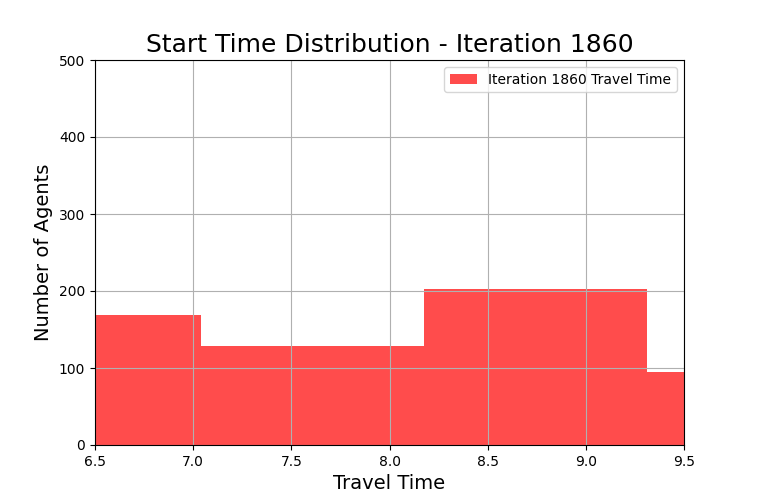 Start Time Distribution - Iteration 1860
Iteration 1860 Travel Time
Number of Agents
500
400
300
200
100
0
6.5 7.0 7.5 8.0 8.5 9.0 9.5
Travel Time